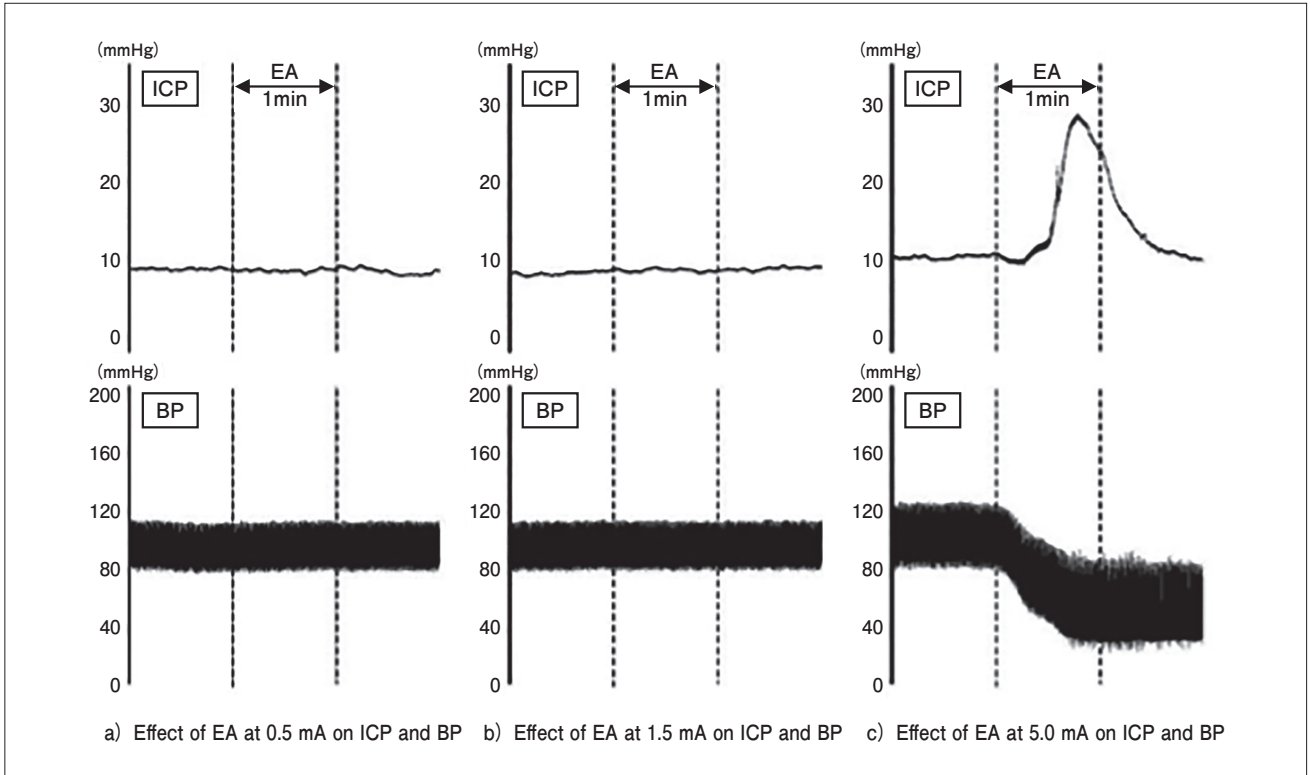 (mmHg)
ICP
EA
1min
30
20
10
0
(mmHg)
BP
200
160
120
80
40
0
a) Effect of EA at 0.5 mA on ICP and BP
(mmHg)
ICP
EA
1min
30
20
10
0
(mmHg)
BP
200
160
120
80
40
0
b) Effect of EA at 1.5 mA on ICP and BP
(mmHg)
ICP
EA
1min
30
20
10
0
(mmHg)
BP
200
160
120
80
40
0
c) Effect of EA at 5.0 mA on ICP and BP